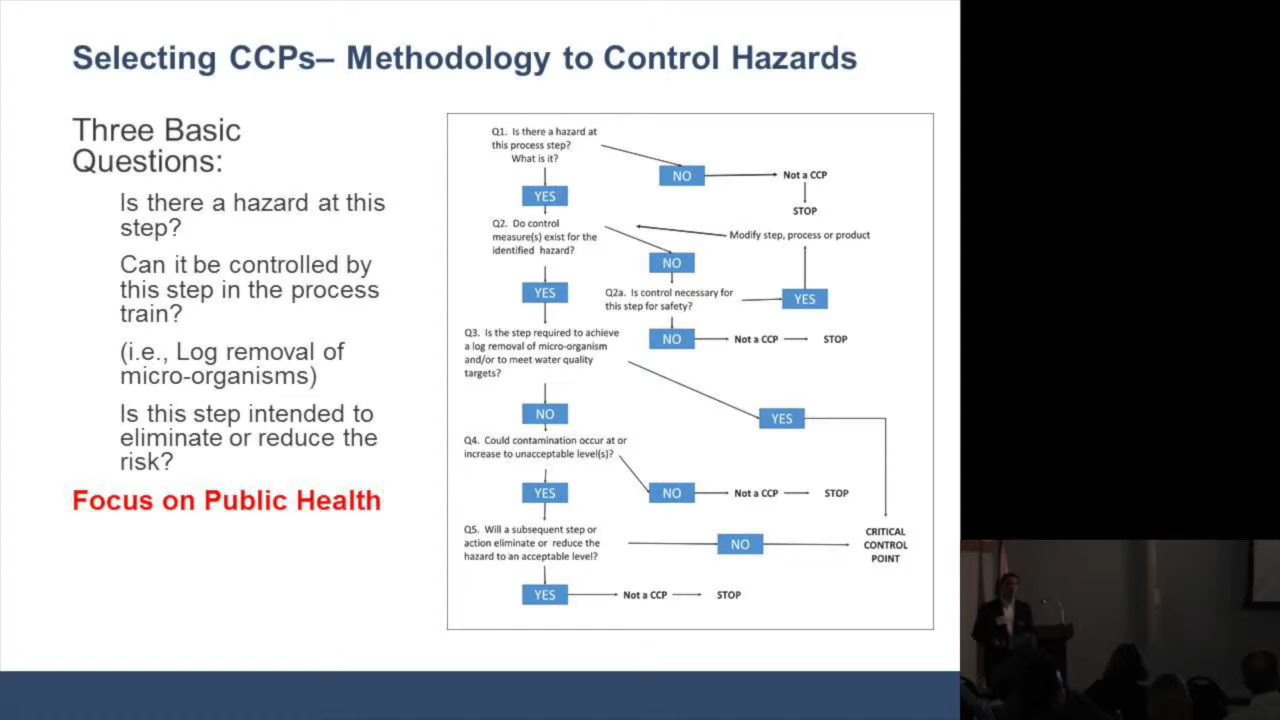 Selecting CCPs– Methodology to Control Hazards
Three Basic
Questions:
Is there a hazard at this
step?
Can it be controlled by
this step in the process
train?
(i.e., Log removal of
micro-organisms)
Is this step intended to
eliminate or reduce the
risk?
Focus on Public Health
Q1. Is there a hazard at
this process step?
What is it?
NO
Not a CCP
STOP
YES
Q2. Do control
measure(s) exist for the
identified hazard?
Modify step, process or product
NO
YES
Q2a. Is control necessary for
this step for safety?
YES
NO
Not a CCP
STOP
Q3. Is the step required to achieve
a log removal of micro-organism
and/or to meet water quality
targets?
YES
NO
Q4. Could contamination occur at or
increase to unacceptable level(s)?
NO
Not a CCP
STOP
YES
Q5. Will a subsequent step or
action eliminate or reduce the
hazard to an acceptable level?
NO
CRITICAL
CONTROL
POINT
YES
Not a CCP
STOP